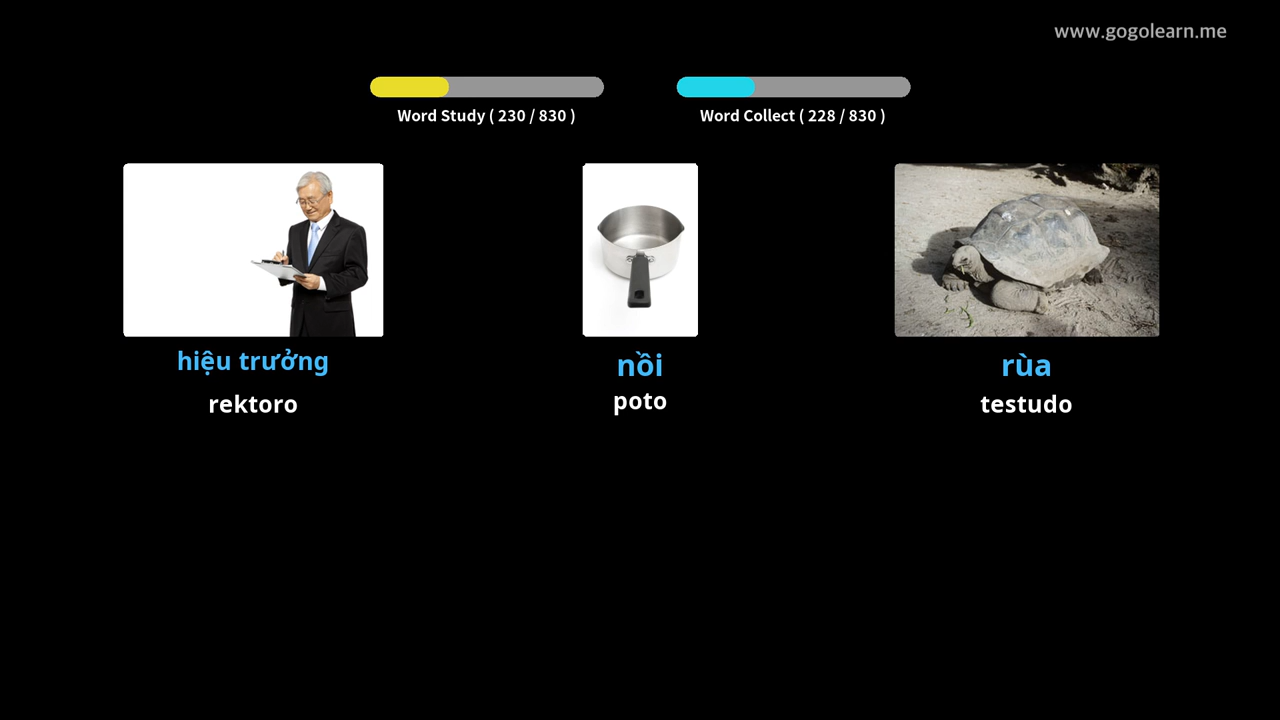 www.gogolearn.me
Word Study ( 230 / 830 )
Word Collect ( 228 / 830 )
hiệu trưởng
rektoro
nồi
poto
rùa
testudo